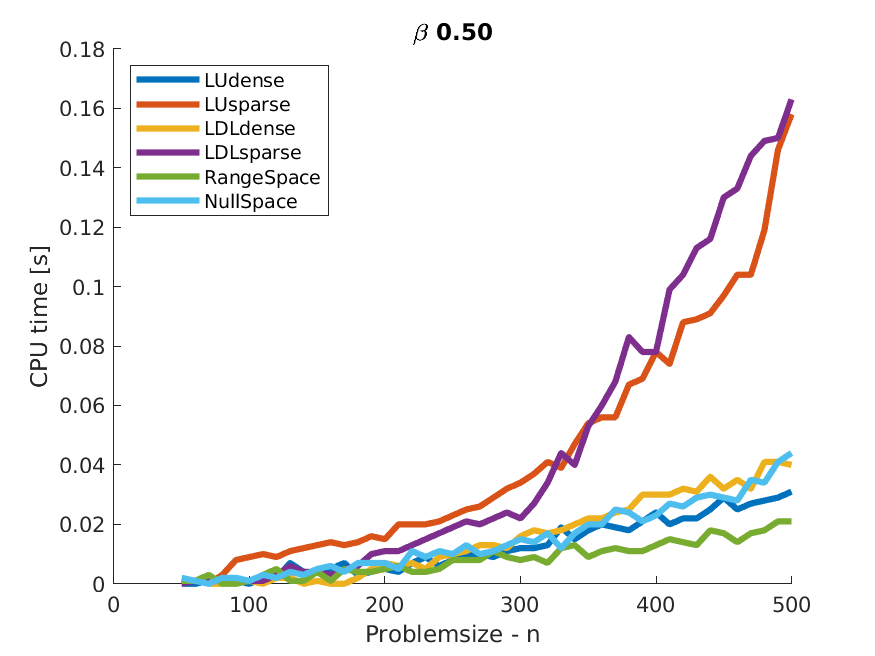 β 0.50
CPU time [s]
0.18
0.16
0.14
0.12
0.1
0.08
0.06
0.04
0.02
0
LUdense
LUsparse
LDLdense
LDLsparse
RangeSpace
NullSpace
0 100 200 300 400 500
Problemsize - n